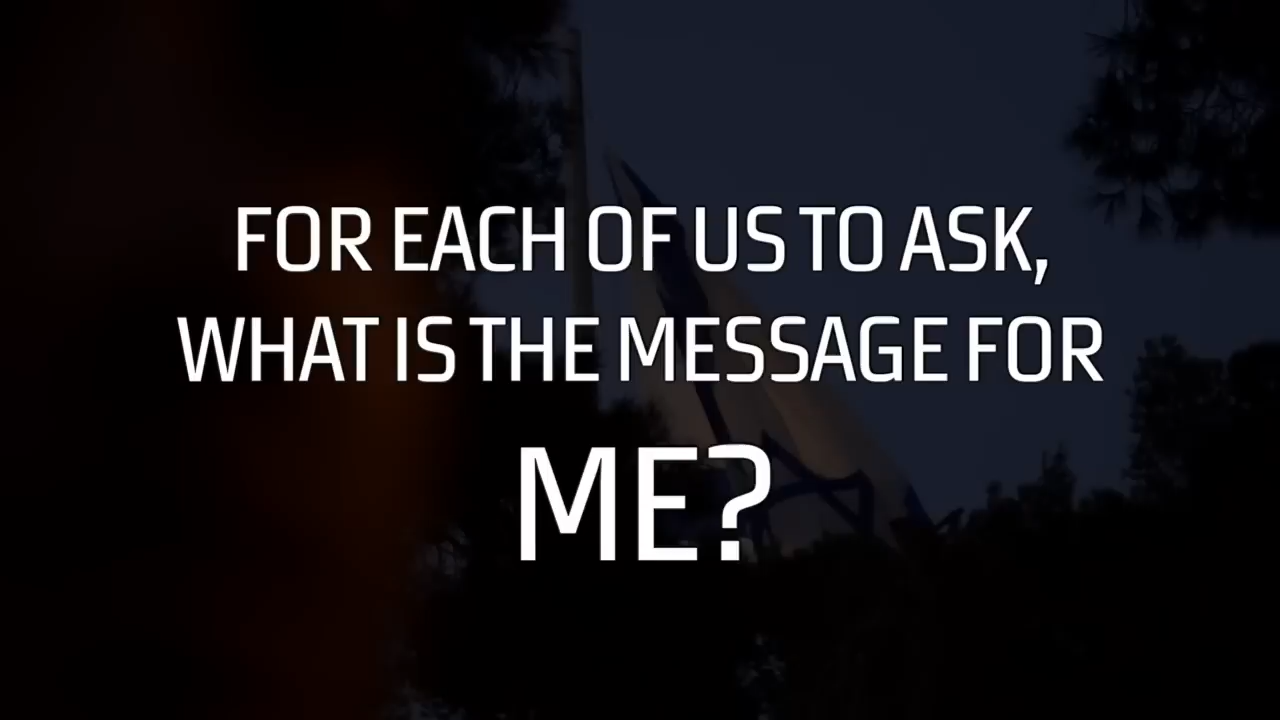 FOR EACH OF US TO ASK,
WHAT IS THE MESSAGE FOR
ME?